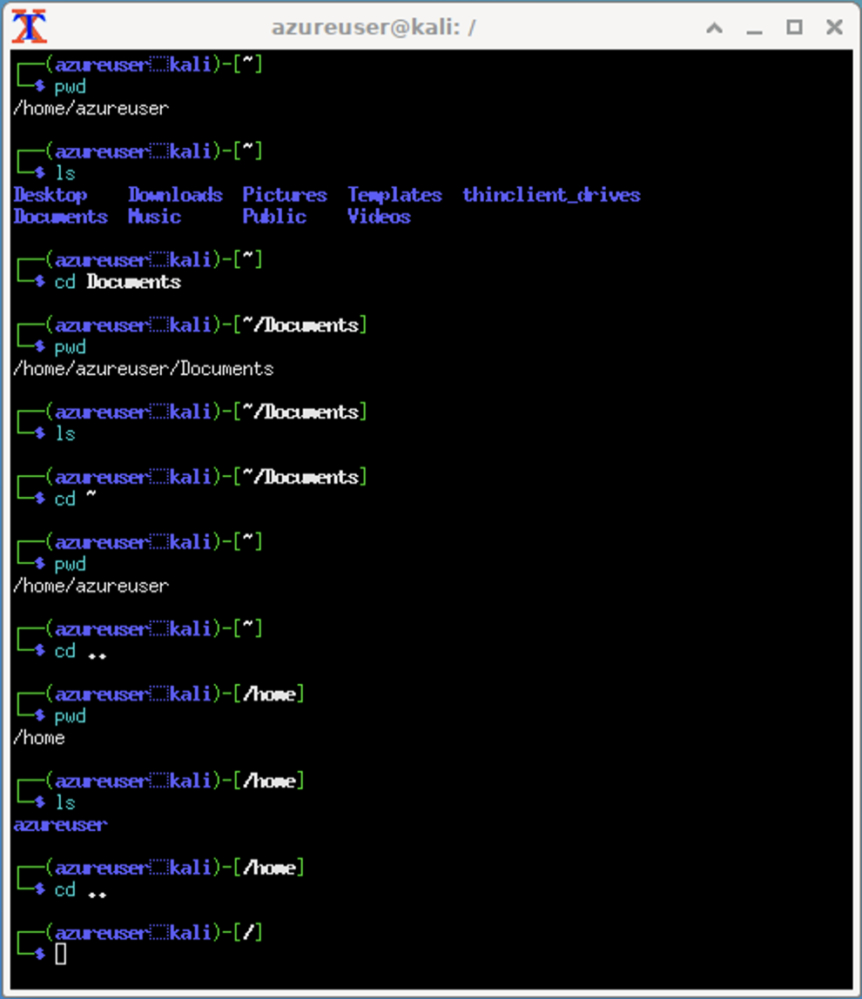 azureuser@kali: /
┌──(azureuser㉿kali)-[~]
└─$ pwd
/home/azureuser
┌──(azureuser㉿kali)-[~]
└─$ ls
Desktop    Downloads  Pictures  Templates  thinclient_drives
Documents  Music      Public    Videos
┌──(azureuser㉿kali)-[~]
└─$ cd Documents
┌──(azureuser㉿kali)-[~/Documents]
└─$ pwd
/home/azureuser/Documents
┌──(azureuser㉿kali)-[~/Documents]
└─$ ls
┌──(azureuser㉿kali)-[~/Documents]
└─$ cd ~
┌──(azureuser㉿kali)-[~]
└─$ pwd
/home/azureuser
┌──(azureuser㉿kali)-[~]
└─$ cd ..
┌──(azureuser㉿kali)-[/home]
└─$ pwd
/home
┌──(azureuser㉿kali)-[/home]
└─$ ls
azureuser
┌──(azureuser㉿kali)-[/home]
└─$ cd ..
┌──(azureuser㉿kali)-[/]
└─$